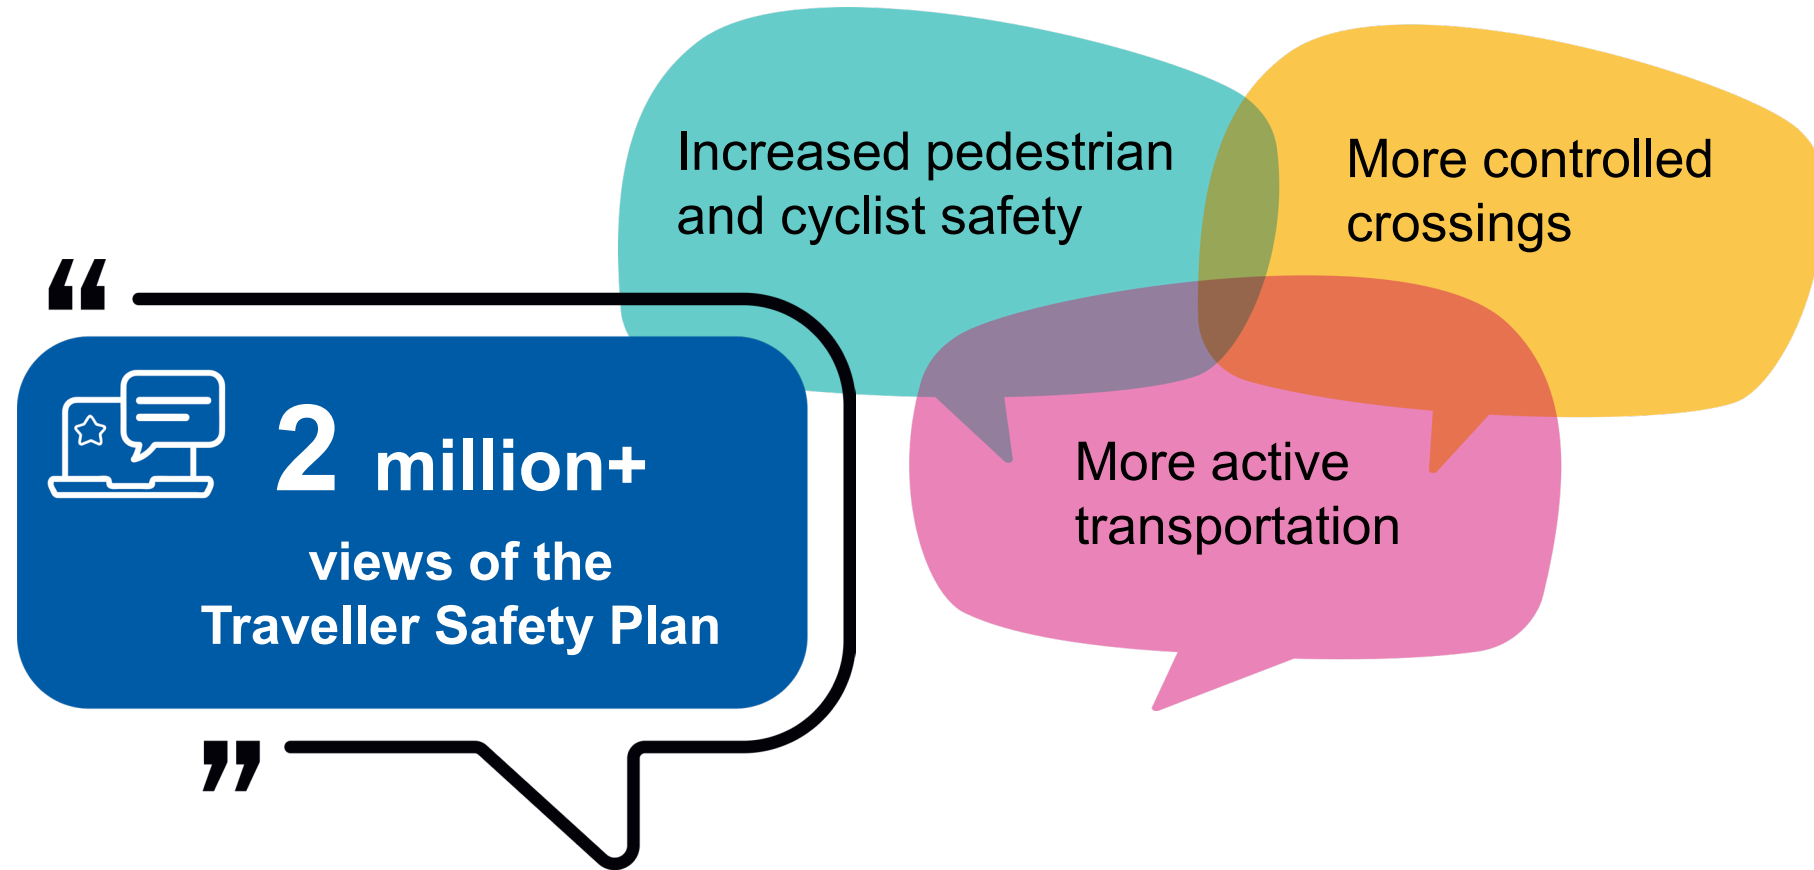 Increased pedestrian
and cyclist safety
More controlled
crossings
“
2 million+
views of the
Traveller Safety Plan
More active
transportation
”